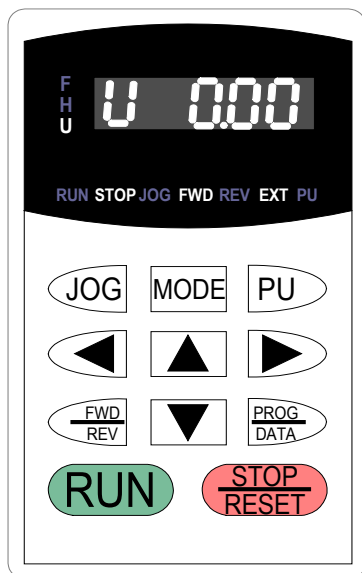 F
H
U
U 0.00
RUN STOP JOG FWD REV EXT PU
JOG MODE PU
FWD
REV
PROG
DATA
RUN
STOP
RESET